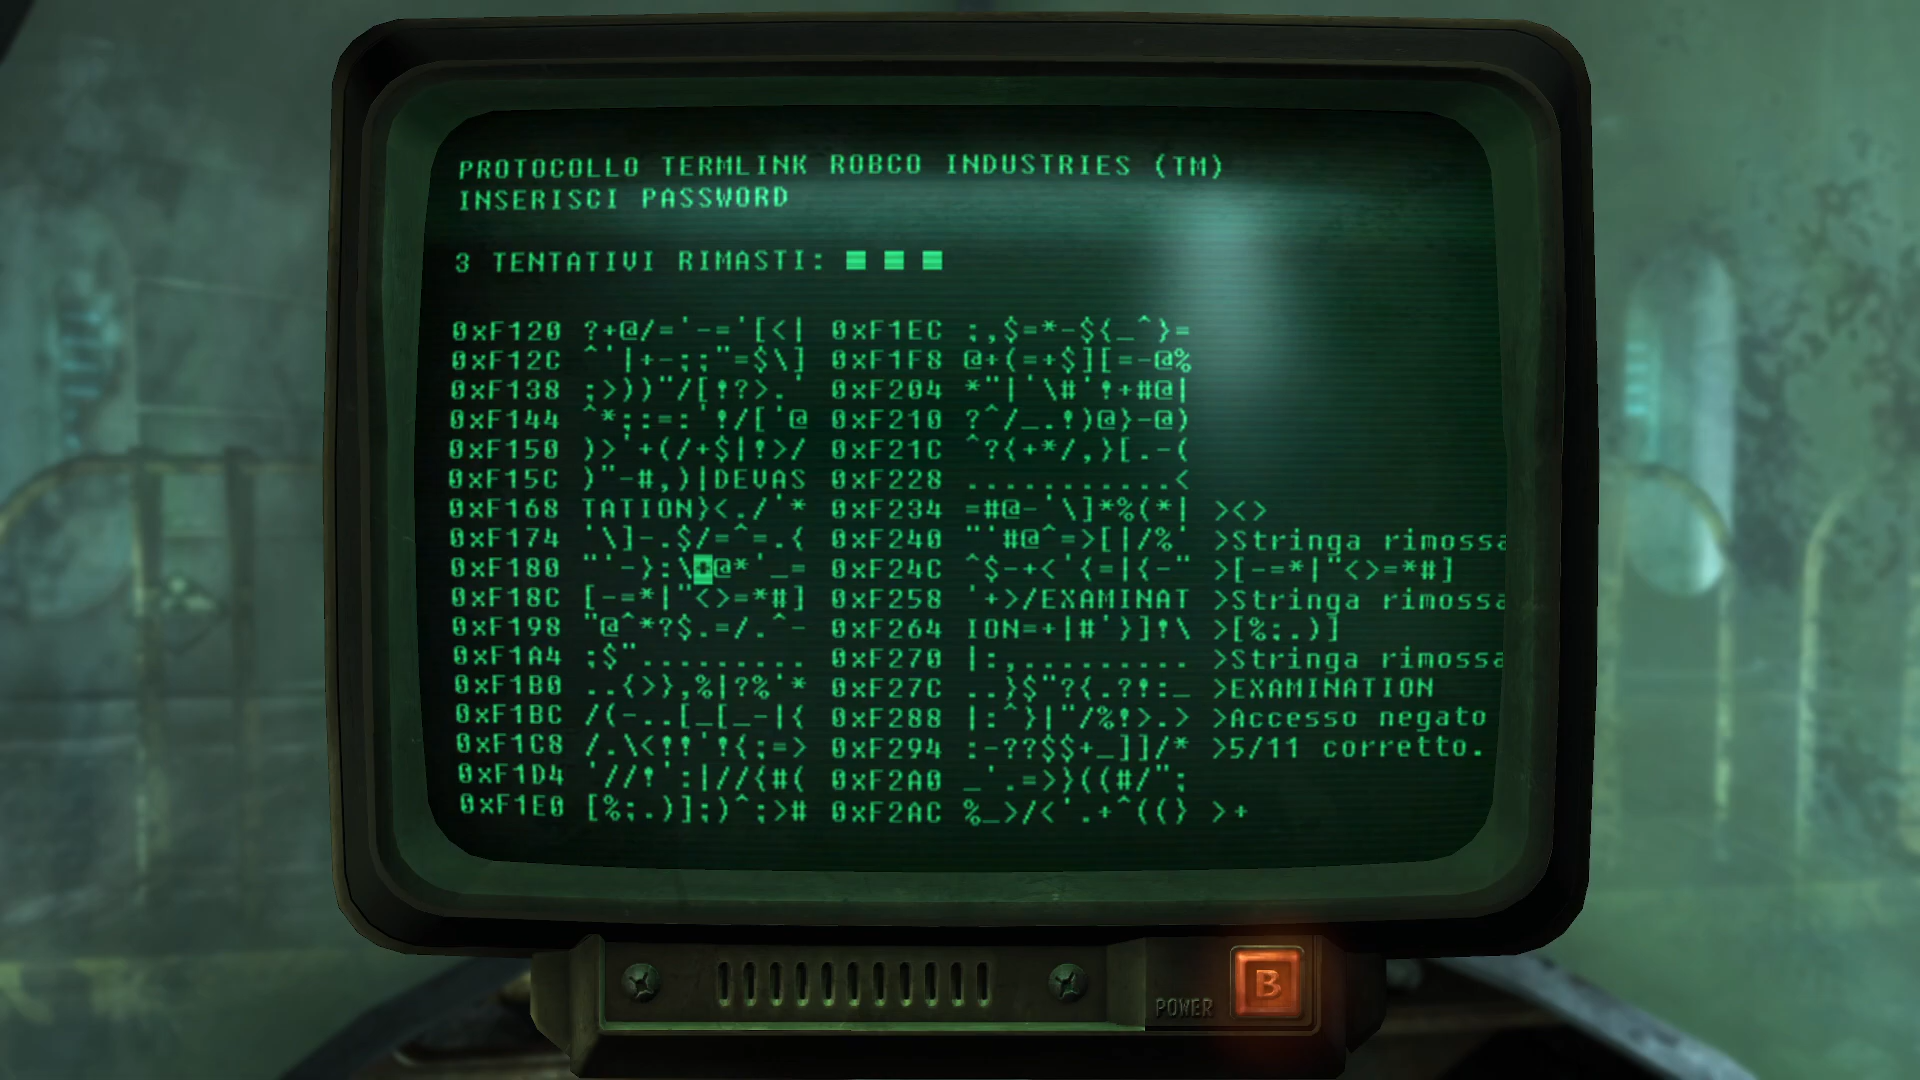 PROTOCOLLO TERMLINK ROBCO INDUSTRIES (TM)
INSERISCI PASSWORD
3 TENTATIVI RIMASTI: ■ ■ ■
0xF120 ?+@/='-='[<| 0xF1EC ;,$=*-${_^}=
0xF12C ^'|+-;;"=$\] 0xF1F8 @+(=+$][=-@%
0xF138 ;>))"/[!?>.' 0xF204 *"|'\#'!+#@|
0xF144 ^*;:=:'!/['@ 0xF210 ?^/_.!)@}-@)
0xF150 )>'+(/+$|!>/ 0xF21C ^?{+*/,}[.-(
0xF15C )"-#,)|DEVAS 0xF228 ...........<
0xF168 TATION}<./'* 0xF234 =#@-'\]*%(*| ><>
0xF174 '\]-.$/=^=.{ 0xF240 "'#@^=>[|/%' >Stringa rimossa
0xF180 "'-}:\+@*'_= 0xF24C ^$-+<'{=|{-" >[-=*|"<>=*#]
0xF18C [-=*|"<>=*#] 0xF258 '+>/EXAMINAT >Stringa rimossa
0xF198 "@^*?$.=/.^- 0xF264 ION=+|#'}]!\ >[%;.)]
0xF1A4 ;$"......... 0xF270 |:,......... >Stringa rimossa
0xF1B0 ..{>},%|?%'* 0xF27C ..}$"?{.?!:_ >EXAMINATION
0xF1BC /(-..[_[_-|{ 0xF288 |:^}|"/%!>.> >Accesso negato
0xF1C8 /.\<!!'!{;=> 0xF294 :-??$$+_]]/* >5/11 corretto.
0xF1D4 '//!':|//{#( 0xF2A0 _'.=>}((#/";
0xF1E0 [%;.)];)^;># 0xF2AC %_>/<'.+^((} >+
POWER
B